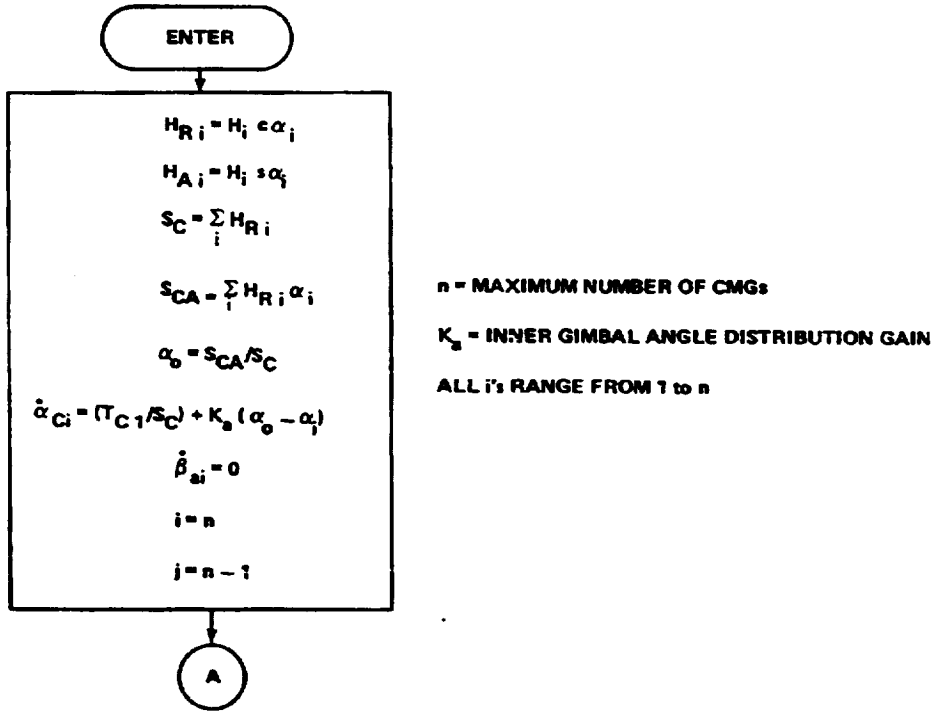 ENTER
H_R i = H_i c α_i
H_A i = H_i s α_i
S_C = Σ_i H_R i
S_CA = Σ_i H_R i α_i
α_o = S_CA/S_C
α̇_Ci = (T_C1/S_C) + K_a (α_o – α_i)
β̇_ai = 0
i = n
j = n – 1
A
n = MAXIMUM NUMBER OF CMGs
K_a = INNER GIMBAL ANGLE DISTRIBUTION GAIN
ALL i's RANGE FROM 1 to n